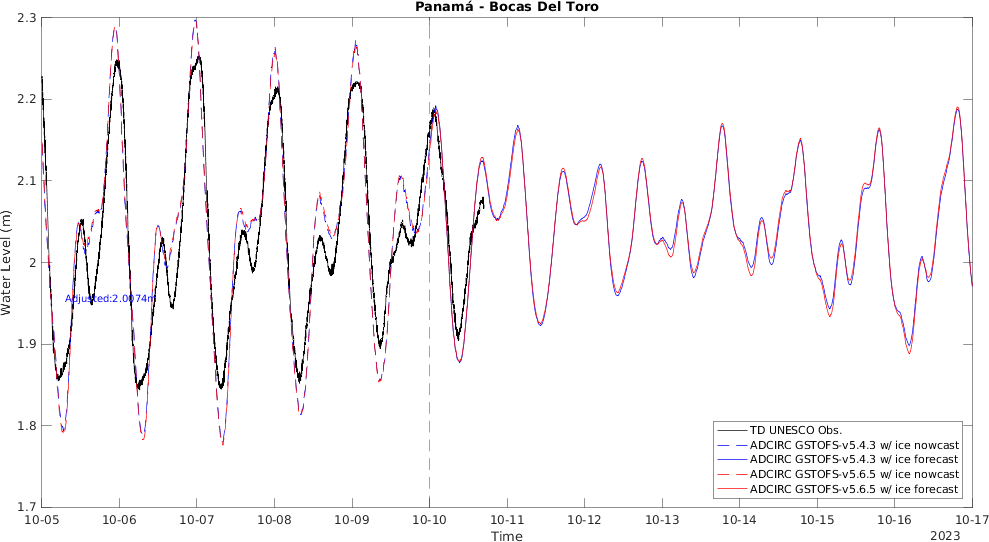 Panamá - Bocas Del Toro
Water Level (m)
2.3
2.2
2.1
2
1.9
1.8
1.7
Adjusted:2.0074m
TD UNESCO Obs.
ADCIRC GSTOFS-v5.4.3 w/ ice nowcast
ADCIRC GSTOFS-v5.4.3 w/ ice forecast
ADCIRC GSTOFS-v5.6.5 w/ ice nowcast
ADCIRC GSTOFS-v5.6.5 w/ ice forecast
10-05 10-06 10-07 10-08 10-09 10-10 10-11 10-12 10-13 10-14 10-15 10-16 10-17
Time
2023